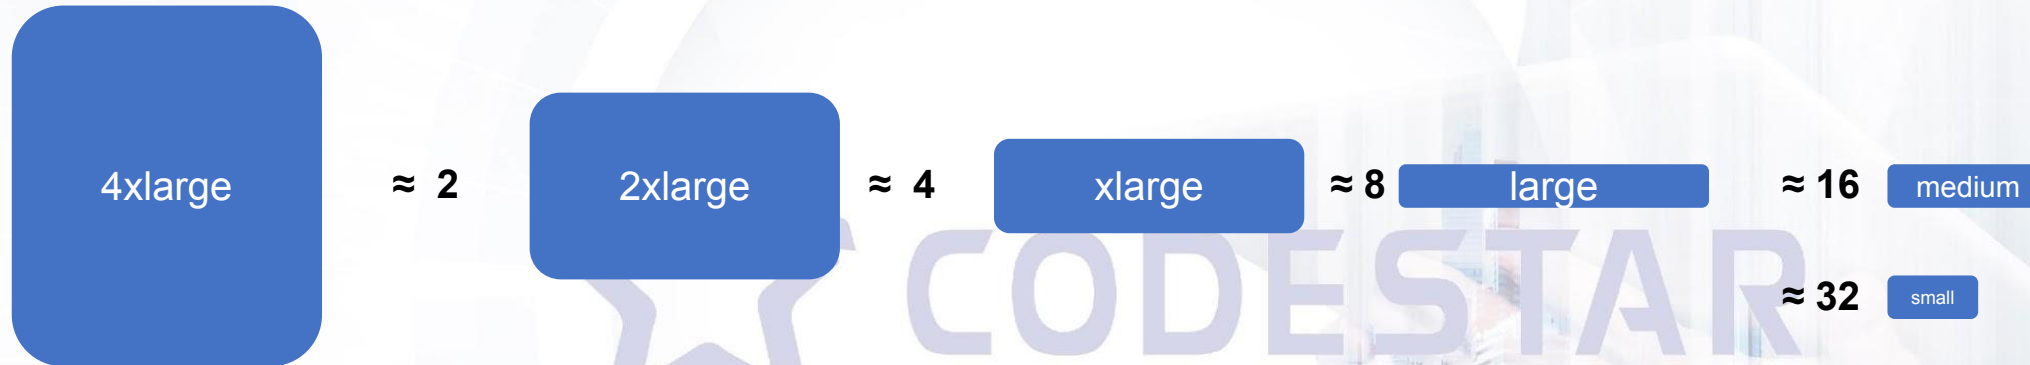 4xlarge ≈ 2 2xlarge ≈ 4 xlarge ≈ 8 large ≈ 16 medium
≈ 32 small
CODESTAR